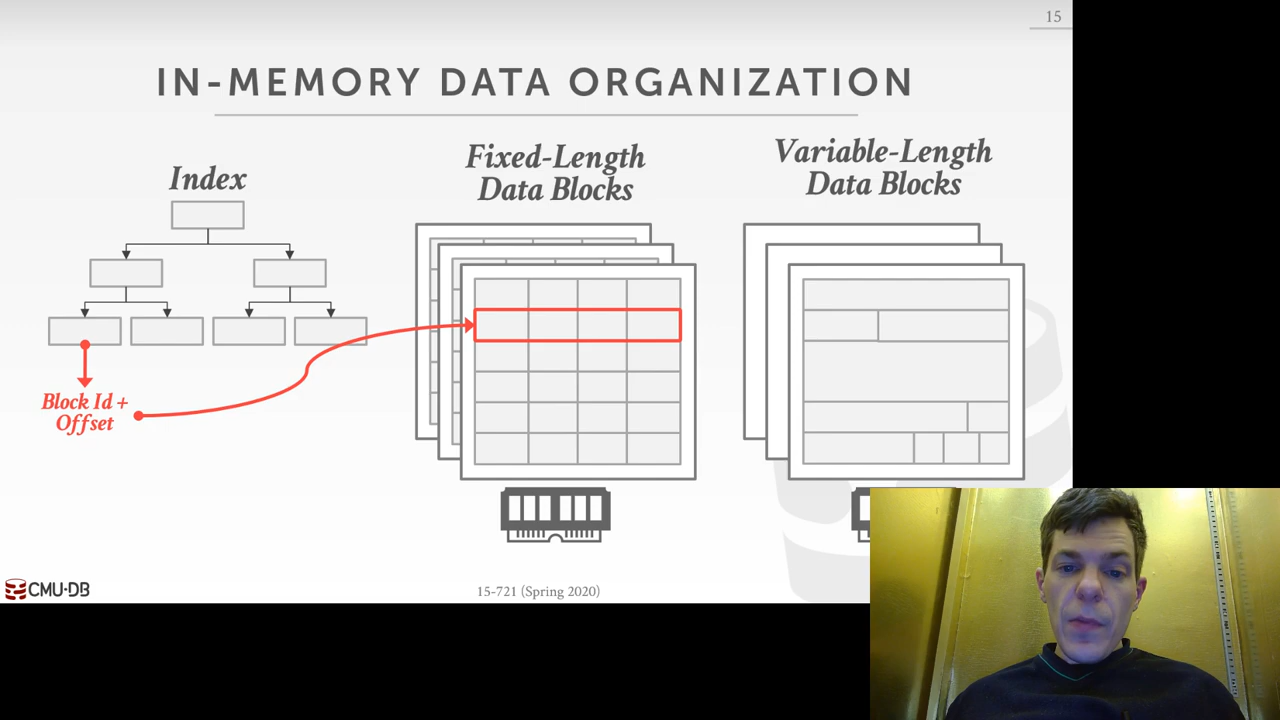 15
IN-MEMORY DATA ORGANIZATION
Index
Fixed-Length
Data Blocks
Variable-Length
Data Blocks
Block Id +
Offset
CMU·DB
15-721 (Spring 2020)